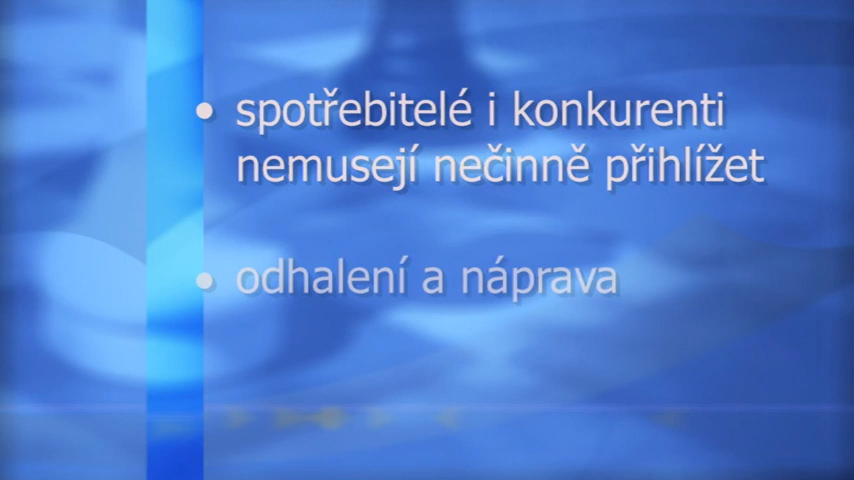 • spotřebitelé i konkurenti
nemusejí nečinně přihlížet
• odhalení a náprava